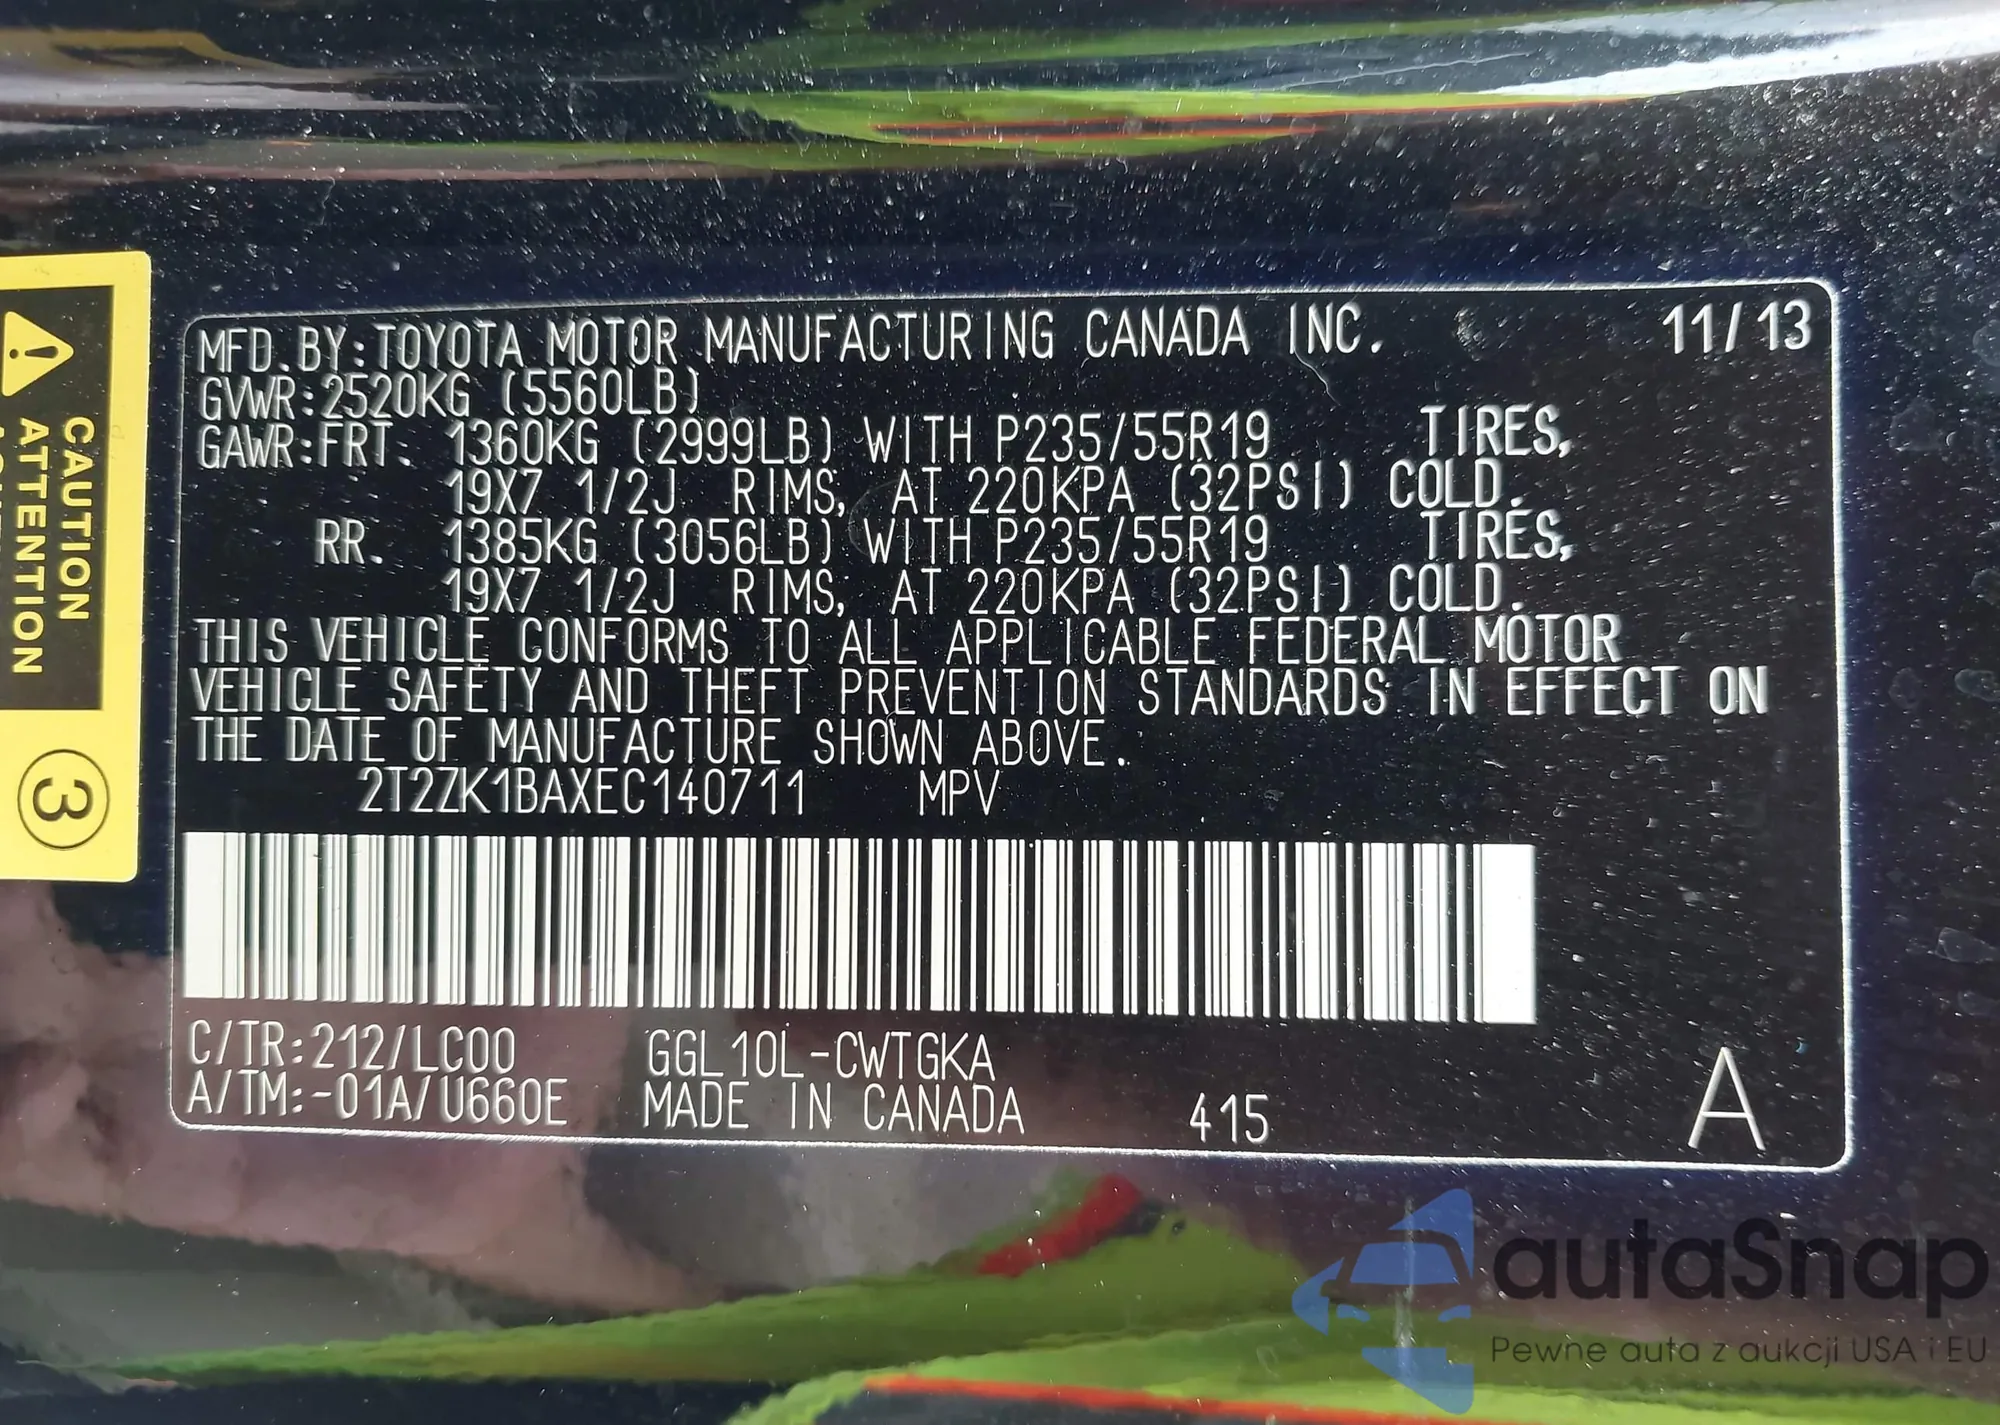 MFD. BY: TOYOTA MOTOR MANUFACTURING CANADA INC. 11/13
GVWR: 2520KG (5560LB)
GAWR: FRT. 1360KG (2999LB) WITH P235/55R19 TIRES,
19X7 1/2J RIMS, AT 220KPA (32PSI) COLD.
RR. 1385KG (3056LB) WITH P235/55R19 TIRES,
19X7 1/2J RIMS, AT 220KPA (32PSI) COLD.
THIS VEHICLE CONFORMS TO ALL APPLICABLE FEDERAL MOTOR
VEHICLE SAFETY AND THEFT PREVENTION STANDARDS IN EFFECT ON
THE DATE OF MANUFACTURE SHOWN ABOVE.
2T2ZK1BAXEC140711 MPV
C/TR: 212/LC00 GGL10L-CWTGKA
A/TM: -01A/U660E MADE IN CANADA 415 A
CAUTION
ATTENTION
3
autaSnap
Pewne auta z aukcji USA i EU